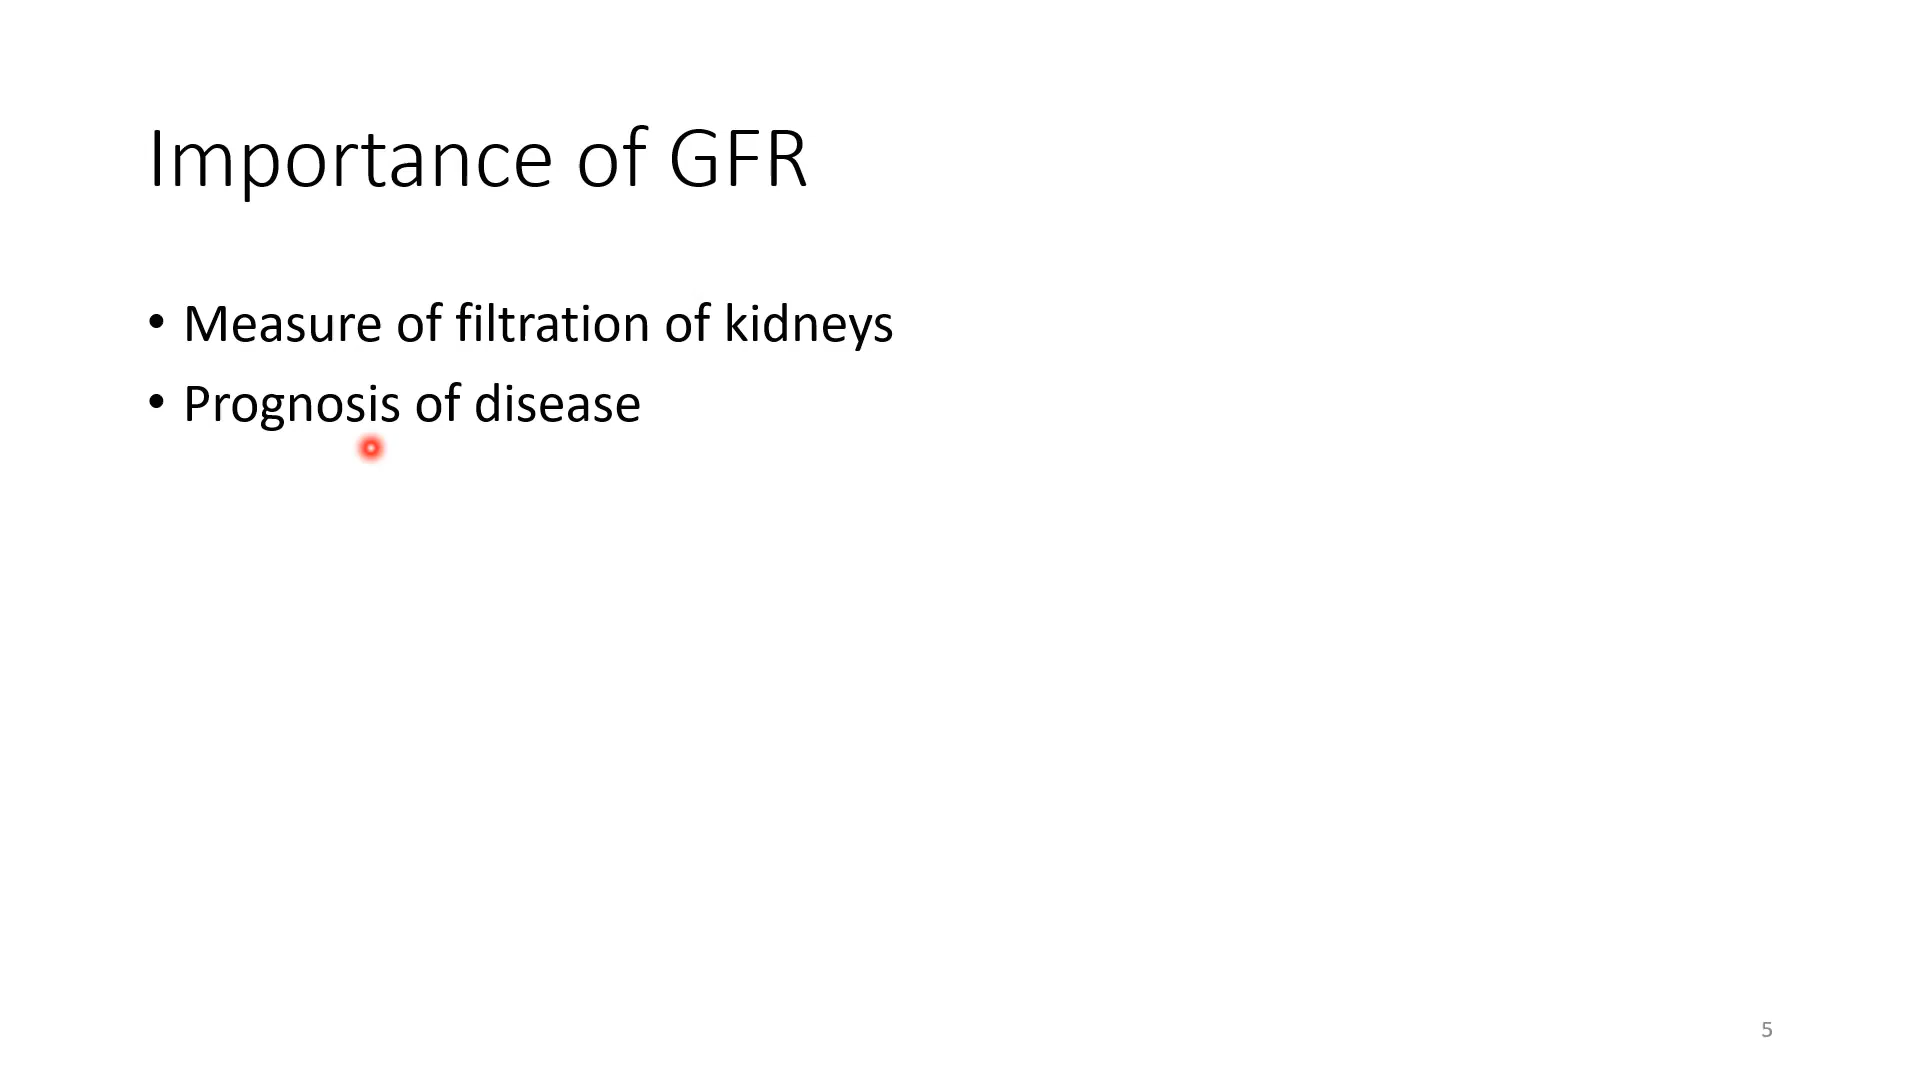 Importance of GFR
• Measure of filtration of kidneys
• Prognosis of disease
5